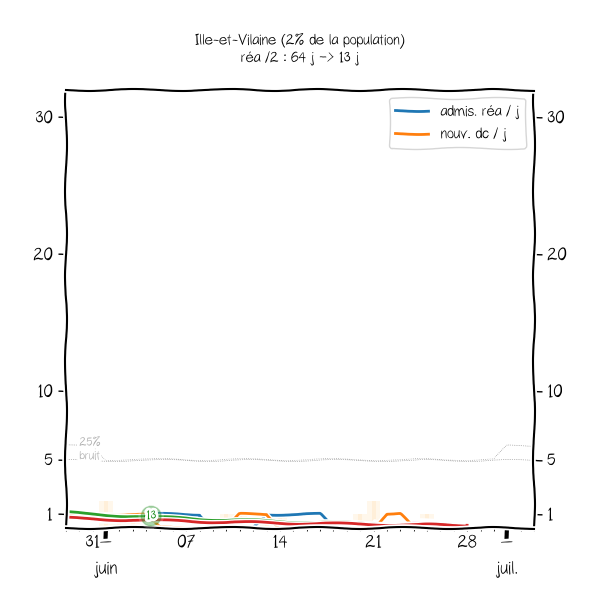 Ille-et-Vilaine (2% de la population)
réa /2 : 64 j -> 13 j
admis. réa / j
nouv. dc / j
30
30
20
20
10
10
25%
bruit
5
5
1
13
1
31
07
14
21
28
juin
juil.